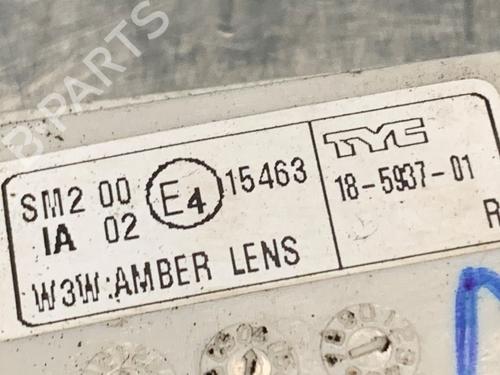 B-PARTS
SM2 00 E4 15463
IA 02
W3W:AMBER LENS
TYC
18-5937-01
R